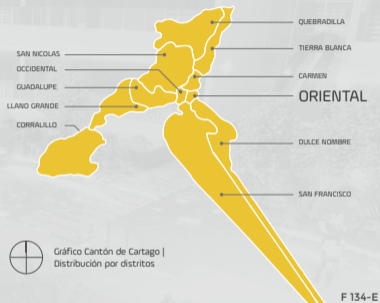 QUEBRADILLA
SAN NICOLAS
TIERRA BLANCA
OCCIDENTAL
CARMEN
GUADALUPE
ORIENTAL
LLANO GRANDE
CORRALILLO
DULCE NOMBRE
SAN FRANCISCO
Gráfico Cantón de Cartago |
Distribución por distritos
F 134-E